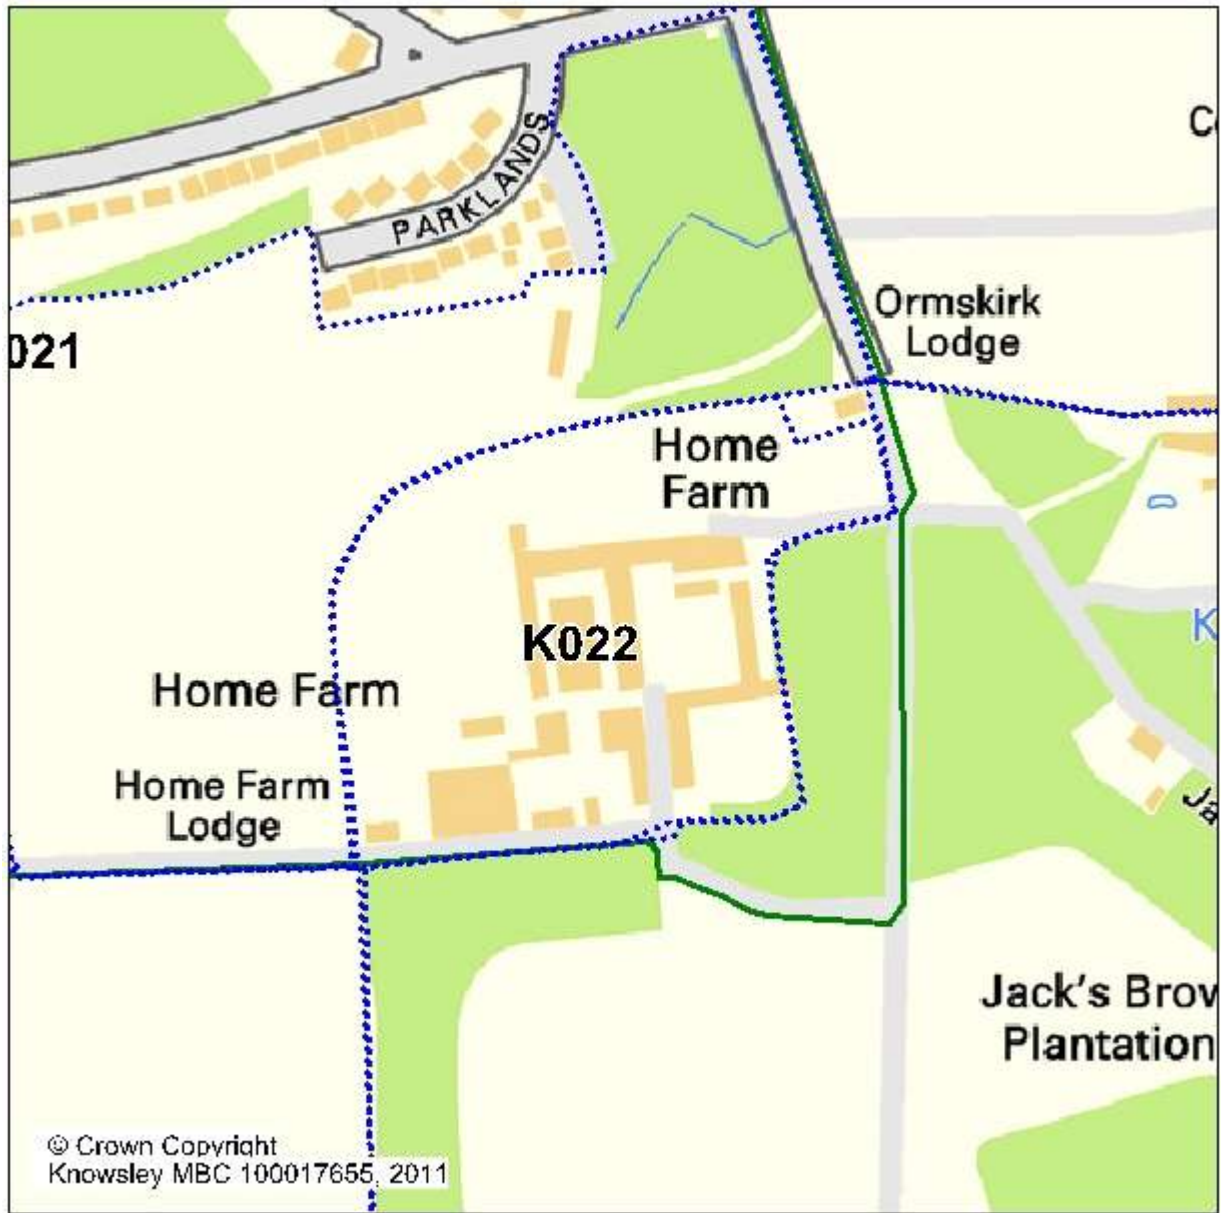 PARKLANDS
Ormskirk
Lodge
021
Home
Farm
K022
Home Farm
Home Farm
Lodge
Jack's Brow
Plantation
© Crown Copyright
Knowsley MBC 100017655, 2011